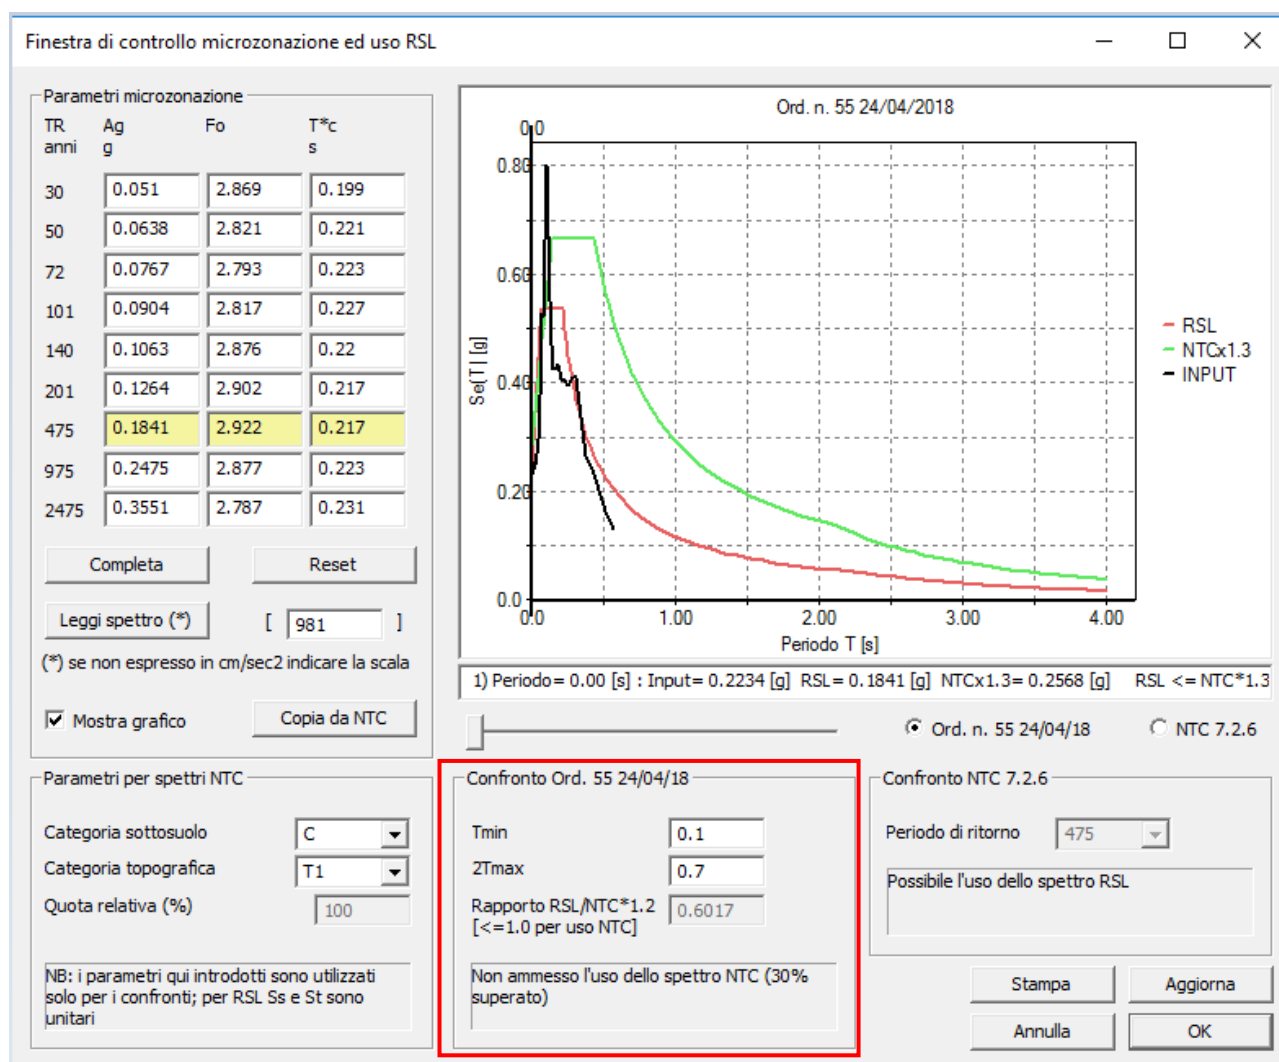 Finestra di controllo microzonazione ed uso RSL
Parametri microzonazione
TR Ag Fo T*c
anni g s
30 0.051 2.869 0.199
50 0.0638 2.821 0.221
72 0.0767 2.793 0.223
101 0.0904 2.817 0.227
140 0.1063 2.876 0.22
201 0.1264 2.902 0.217
475 0.1841 2.922 0.217
975 0.2475 2.877 0.223
2475 0.3551 2.787 0.231
Completa Reset
Leggi spettro (*) [ 981 ]
(*) se non espresso in cm/sec2 indicare la scala
Mostra grafico Copia da NTC
Ord. n. 55 24/04/2018
0.0
0.80
0.60
0.40
0.20
0.0
Se(T) [g]
0.0 1.00 2.00 3.00 4.00
Periodo T [s]
RSL
NTCx1.3
INPUT
1) Periodo= 0.00 [s] : Input= 0.2234 [g] RSL= 0.1841 [g] NTCx1.3= 0.2568 [g] RSL <= NTC*1.3
Ord. n. 55 24/04/18 NTC 7.2.6
Parametri per spettri NTC
Categoria sottosuolo C
Categoria topografica T1
Quota relativa (%) 100
NB: i parametri qui introdotti sono utilizzati
solo per i confronti; per RSL Ss e St sono
unitari
Confronto Ord. 55 24/04/18
Tmin 0.1
2Tmax 0.7
Rapporto RSL/NTC*1.2 0.6017
[<=1.0 per uso NTC]
Non ammesso l'uso dello spettro NTC (30%
superato)
Confronto NTC 7.2.6
Periodo di ritorno 475
Possibile l'uso dello spettro RSL
Stampa Aggiorna
Annulla OK